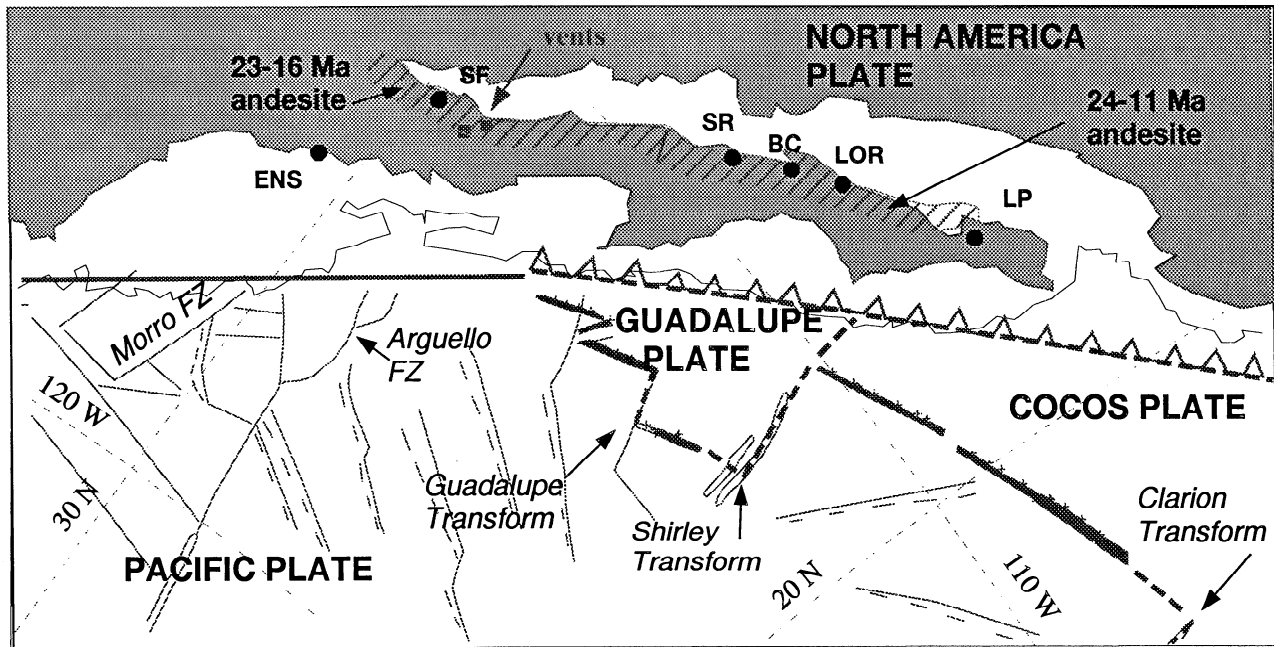 vents
NORTH AMERICA
PLATE
23-16 Ma
andesite
SF
24-11 Ma
andesite
SR
BC
LOR
ENS
LP
Morro FZ
GUADALUPE
PLATE
Arguello
FZ
120 W
COCOS PLATE
30 N
Guadalupe
Transform
Shirley
Transform
Clarion
Transform
PACIFIC PLATE
20 N
110 W